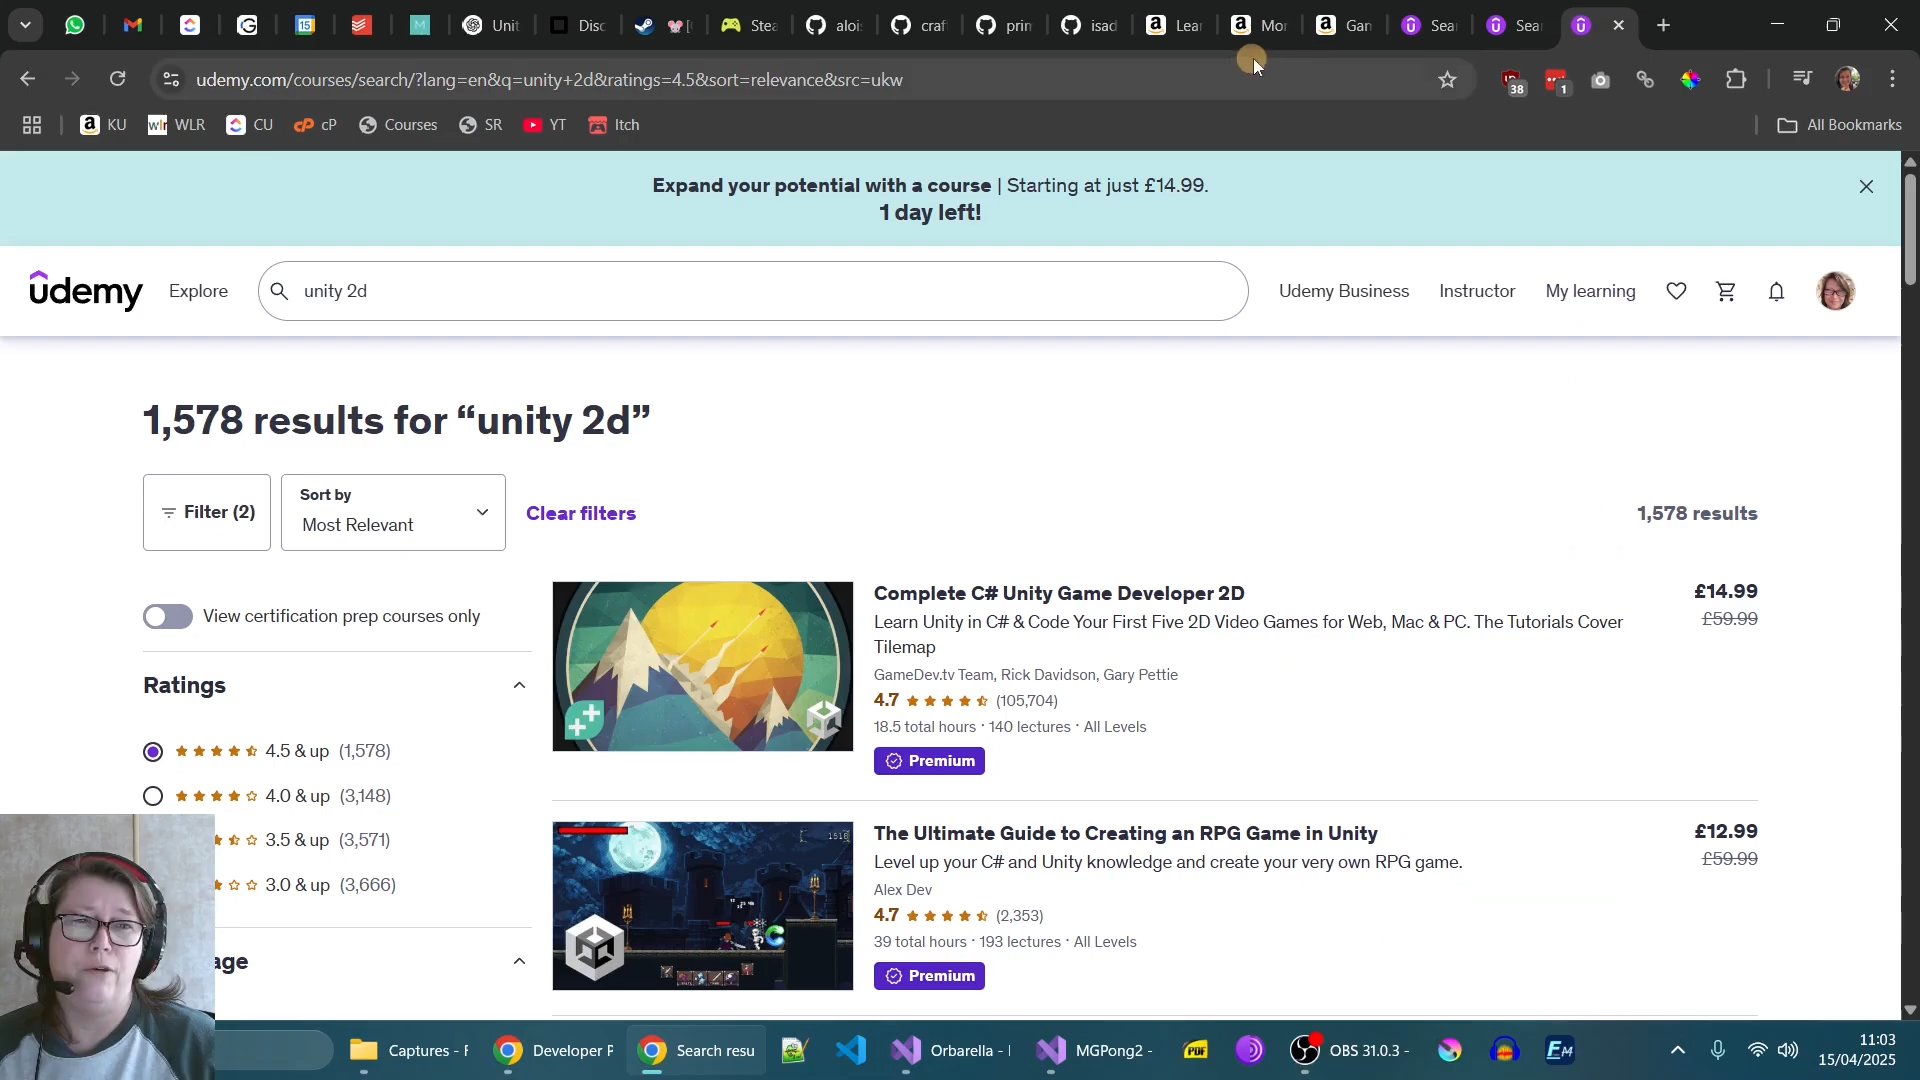 15
Unit
Disc
Stea
alois
craf
prin
isad
Lear
Mon
Gan
Sear
Sear
udemy.com/courses/search/?lang=en&q=unity+2d&ratings=4.5&sort=relevance&src=ukw
38
1
KU
WLR
CU
cP
Courses
SR
YT
Itch
All Bookmarks
Expand your potential with a course | Starting at just £14.99.
1 day left!
udemy
Explore
unity 2d
Udemy Business
Instructor
My learning
1,578 results for “unity 2d”
Filter (2)
Sort by
Most Relevant
Clear filters
1,578 results
View certification prep courses only
Ratings
4.5 & up (1,578)
4.0 & up (3,148)
3.5 & up (3,571)
3.0 & up (3,666)
age
Complete C# Unity Game Developer 2D
£14.99
Learn Unity in C# & Code Your First Five 2D Video Games for Web, Mac & PC. The Tutorials Cover
£59.99
Tilemap
GameDev.tv Team, Rick Davidson, Gary Pettie
4.7 (105,704)
18.5 total hours · 140 lectures · All Levels
Premium
The Ultimate Guide to Creating an RPG Game in Unity
£12.99
Level up your C# and Unity knowledge and create your very own RPG game.
£59.99
Alex Dev
4.7 (2,353)
39 total hours · 193 lectures · All Levels
Premium
Captures - F
Developer P
Search resu
Orbarella - I
MGPong2 -
PDF
OBS 31.0.3 -
FM
11:03
15/04/2025